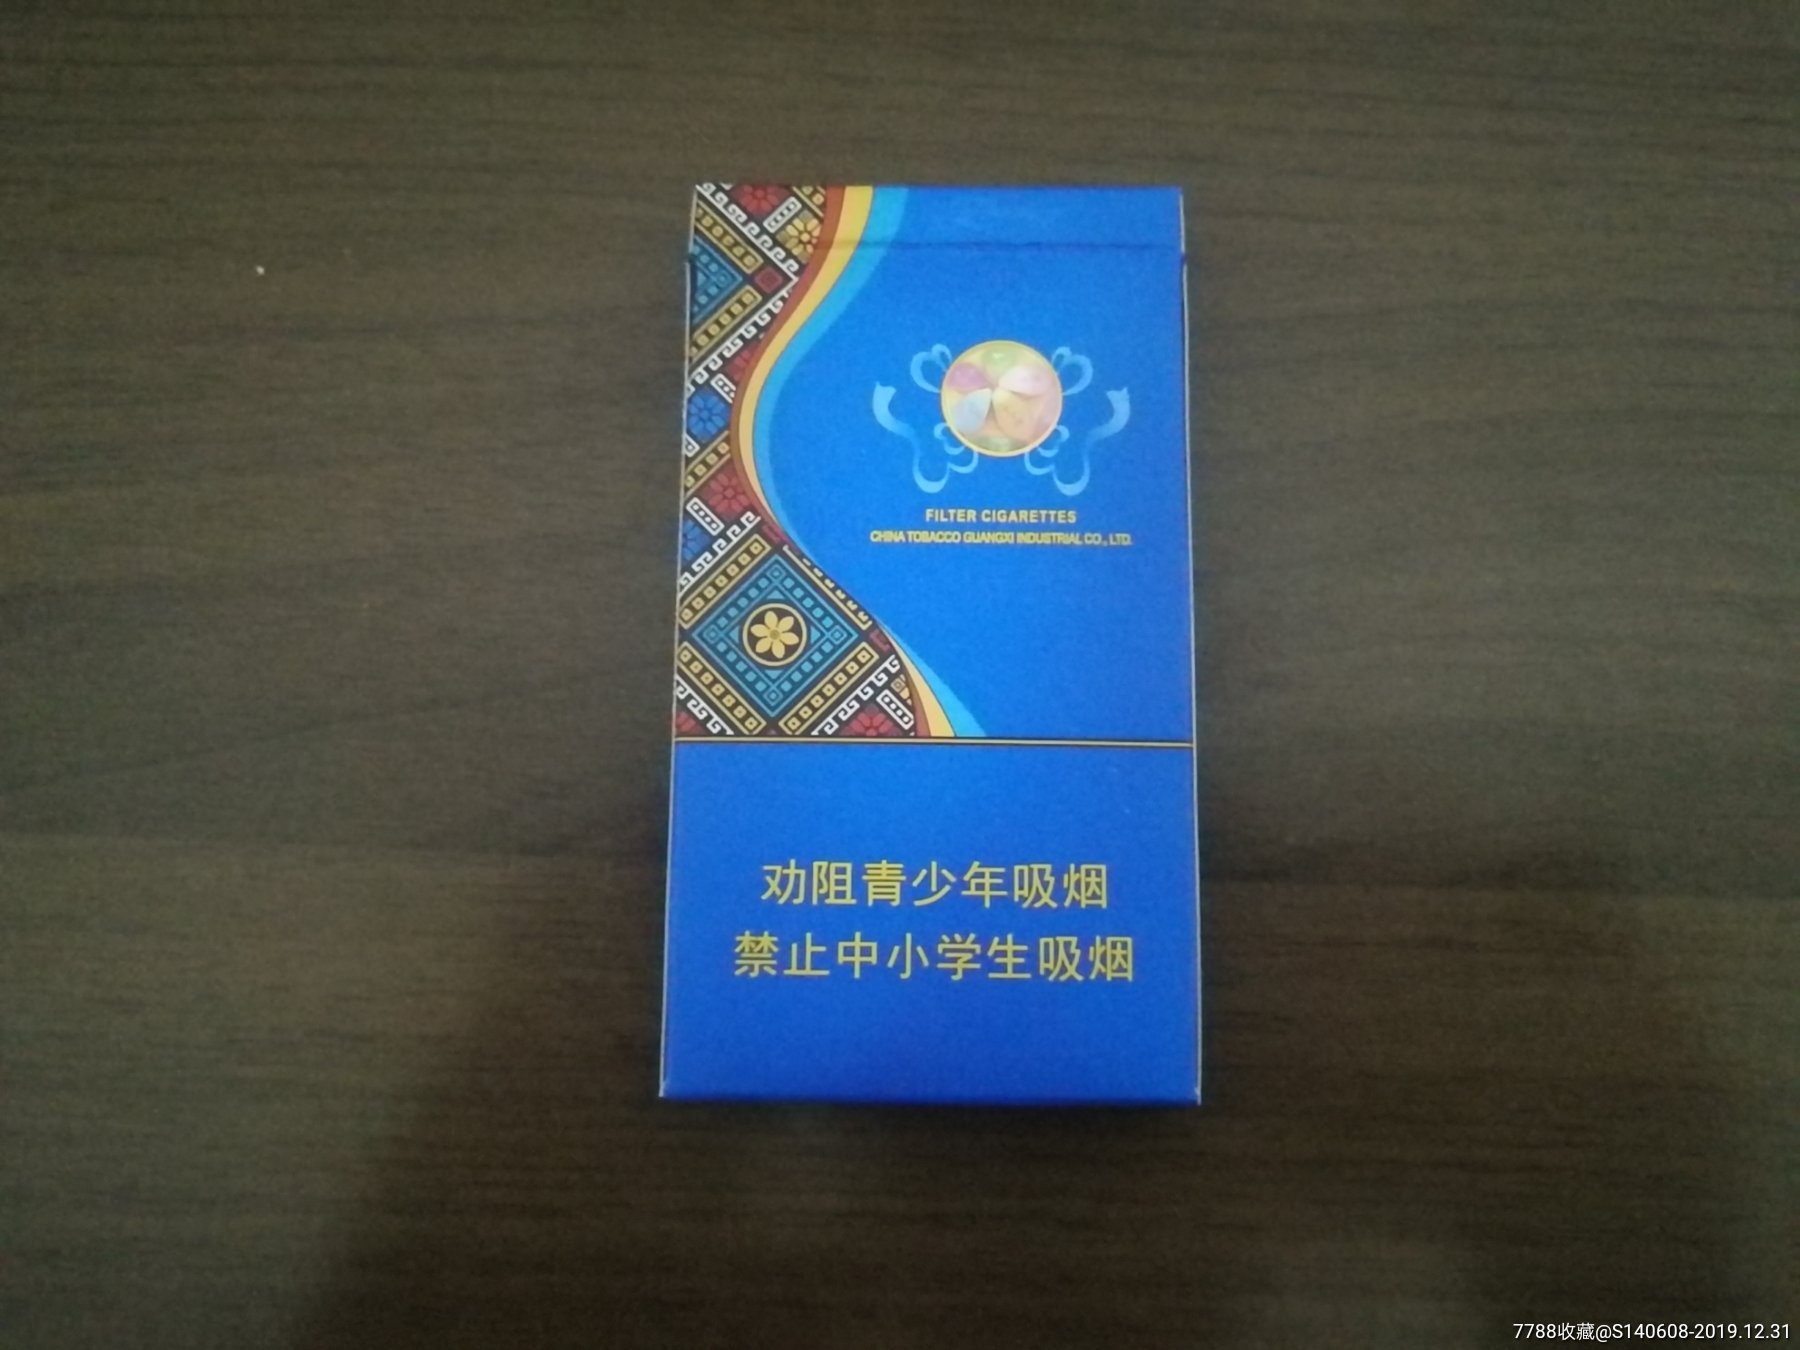 FILTER CIGARETTES
CHINA TOBACCO GUANGXI INDUSTRIAL CO., LTD.
劝阻青少年吸烟
禁止中小学生吸烟
7788收藏@S140608-2019.12.31